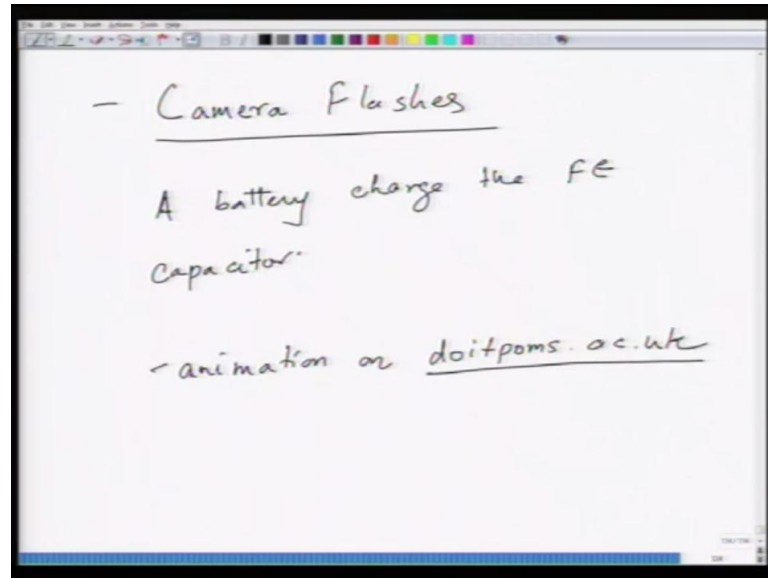 - Camera Flashes
A battery charge the FE
capacitor.
- animation on doitpoms.ac.uk